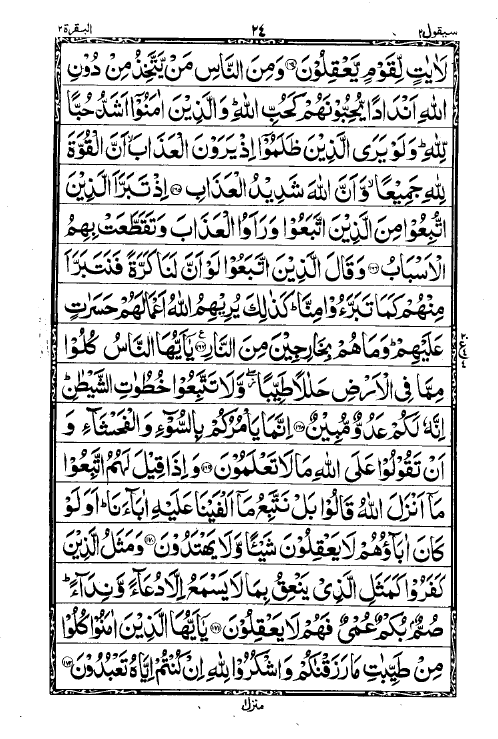 سيقول ٢ ٢٤ البقرة ٢
لَاٰيٰتٍ لِّقَوْمٍ يَّعْقِلُوْنَ ﴿۱۶۴﴾ وَمِنَ النَّاسِ مَنْ يَّتَّخِذُ مِنْ دُوْنِ
اللّٰهِ اَنْدَادًا يُّحِبُّوْنَهُمْ كَحُبِّ اللّٰهِ ؕ وَالَّذِيْنَ اٰمَنُوْٓا اَشَدُّ حُبًّا
لِّلّٰهِ ؕ وَلَوْ يَرَى الَّذِيْنَ ظَلَمُوْٓا اِذْ يَرَوْنَ الْعَذَابَ ۙ اَنَّ الْقُوَّةَ
لِلّٰهِ جَمِيْعًا ۙ وَّاَنَّ اللّٰهَ شَدِيْدُ الْعَذَابِ ﴿۱۶۵﴾ اِذْ تَبَرَّاَ الَّذِيْنَ
اتُّبِعُوْا مِنَ الَّذِيْنَ اتَّبَعُوْا وَرَاَوُا الْعَذَابَ وَتَقَطَّعَتْ بِهِمُ
الْاَسْبَابُ ﴿۱۶۶﴾ وَقَالَ الَّذِيْنَ اتَّبَعُوْا لَوْ اَنَّ لَنَا كَرَّةً فَنَتَبَرَّاَ
مِنْهُمْ كَمَا تَبَرَّءُوْا مِنَّا ؕ كَذٰلِكَ يُرِيْهِمُ اللّٰهُ اَعْمَالَهُمْ حَسَرٰتٍ
عَلَيْهِمْ ؕ وَمَا هُمْ بِخٰرِجِيْنَ مِنَ النَّارِ ﴿۱۶۷﴾ يٰٓاَيُّهَا النَّاسُ كُلُوْا
مِمَّا فِى الْاَرْضِ حَلٰلًا طَيِّبًا ۖ وَّلَا تَتَّبِعُوْا خُطُوٰتِ الشَّيْطٰنِ ؕ
اِنَّهٗ لَكُمْ عَدُوٌّ مُّبِيْنٌ ﴿۱۶۸﴾ اِنَّمَا يَاْمُرُكُمْ بِالسُّوْٓءِ وَالْفَحْشَآءِ وَ
اَنْ تَقُوْلُوْا عَلَى اللّٰهِ مَا لَا تَعْلَمُوْنَ ﴿۱۶۹﴾ وَاِذَا قِيْلَ لَهُمُ اتَّبِعُوْا
مَآ اَنْزَلَ اللّٰهُ قَالُوْا بَلْ نَتَّبِعُ مَآ اَلْفَيْنَا عَلَيْهِ اٰبَآءَنَا ؕ اَوَلَوْ
كَانَ اٰبَآؤُهُمْ لَا يَعْقِلُوْنَ شَيْـًٔا وَّلَا يَهْتَدُوْنَ ﴿۱۷۰﴾ وَمَثَلُ الَّذِيْنَ
كَفَرُوْا كَمَثَلِ الَّذِيْ يَنْعِقُ بِمَا لَا يَسْمَعُ اِلَّا دُعَآءً وَّنِدَآءً ؕ
صُمٌّۢ بُكْمٌ عُمْيٌ فَهُمْ لَا يَعْقِلُوْنَ ﴿۱۷۱﴾ يٰٓاَيُّهَا الَّذِيْنَ اٰمَنُوْا كُلُوْا
مِنْ طَيِّبٰتِ مَا رَزَقْنٰكُمْ وَاشْكُرُوْا لِلّٰهِ اِنْ كُنْتُمْ اِيَّاهُ تَعْبُدُوْنَ ﴿۱۷۲﴾
منزل ۱